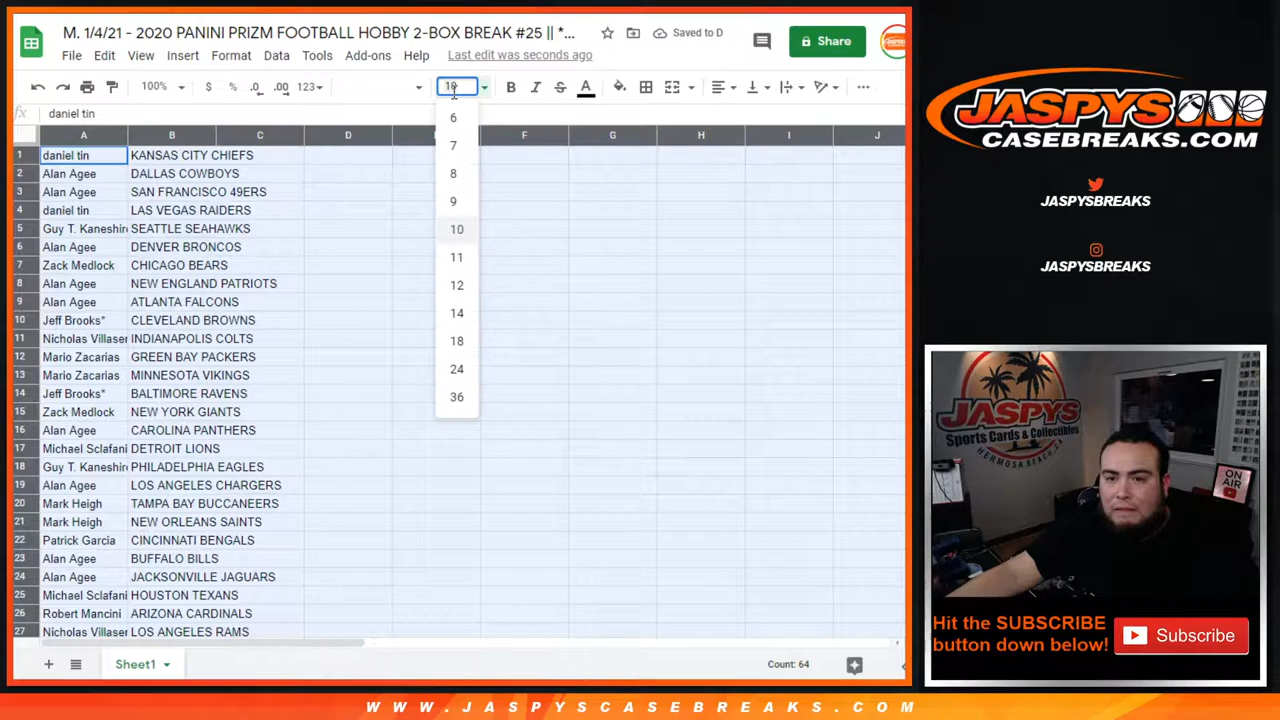 M. 1/4/21 - 2020 PANINI PRIZM FOOTBALL HOBBY 2-BOX BREAK #25 || *...
Saved to D
Share
File Edit View Insert Format Data Tools Add-ons Help Last edit was seconds ago
100% $ % .0 .00 123 10 B I S A
fx daniel tin
A B C D F G H I J
1 daniel tin KANSAS CITY CHIEFS
2 Alan Agee DALLAS COWBOYS
3 Alan Agee SAN FRANCISCO 49ERS
4 daniel tin LAS VEGAS RAIDERS
5 Guy T. Kaneshiro SEATTLE SEAHAWKS
6 Alan Agee DENVER BRONCOS
7 Zack Medlock CHICAGO BEARS
8 Alan Agee NEW ENGLAND PATRIOTS
9 Alan Agee ATLANTA FALCONS
10 Jeff Brooks* CLEVELAND BROWNS
11 Nicholas Villaser INDIANAPOLIS COLTS
12 Mario Zacarias GREEN BAY PACKERS
13 Mario Zacarias MINNESOTA VIKINGS
14 Jeff Brooks* BALTIMORE RAVENS
15 Zack Medlock NEW YORK GIANTS
16 Alan Agee CAROLINA PANTHERS
17 Michael Sclafani DETROIT LIONS
18 Guy T. Kaneshiro PHILADELPHIA EAGLES
19 Alan Agee LOS ANGELES CHARGERS
20 Mark Heigh TAMPA BAY BUCCANEERS
21 Mark Heigh NEW ORLEANS SAINTS
22 Patrick Garcia CINCINNATI BENGALS
23 Alan Agee BUFFALO BILLS
24 Alan Agee JACKSONVILLE JAGUARS
25 Michael Sclafani HOUSTON TEXANS
26 Robert Mancini ARIZONA CARDINALS
27 Nicholas Villaser LOS ANGELES RAMS
6
7
8
9
10
11
12
14
18
24
36
Sheet1
Count: 64
JASPYS
CASEBREAKS.COM
JASPYSBREAKS
JASPYSBREAKS
JASPYS
Sports Cards & Collectibles
HERMOSA BEACH, CA
ON
AIR
Hit the SUBSCRIBE
button down below!
Subscribe
WWW.JASPYSCASEBREAKS.COM